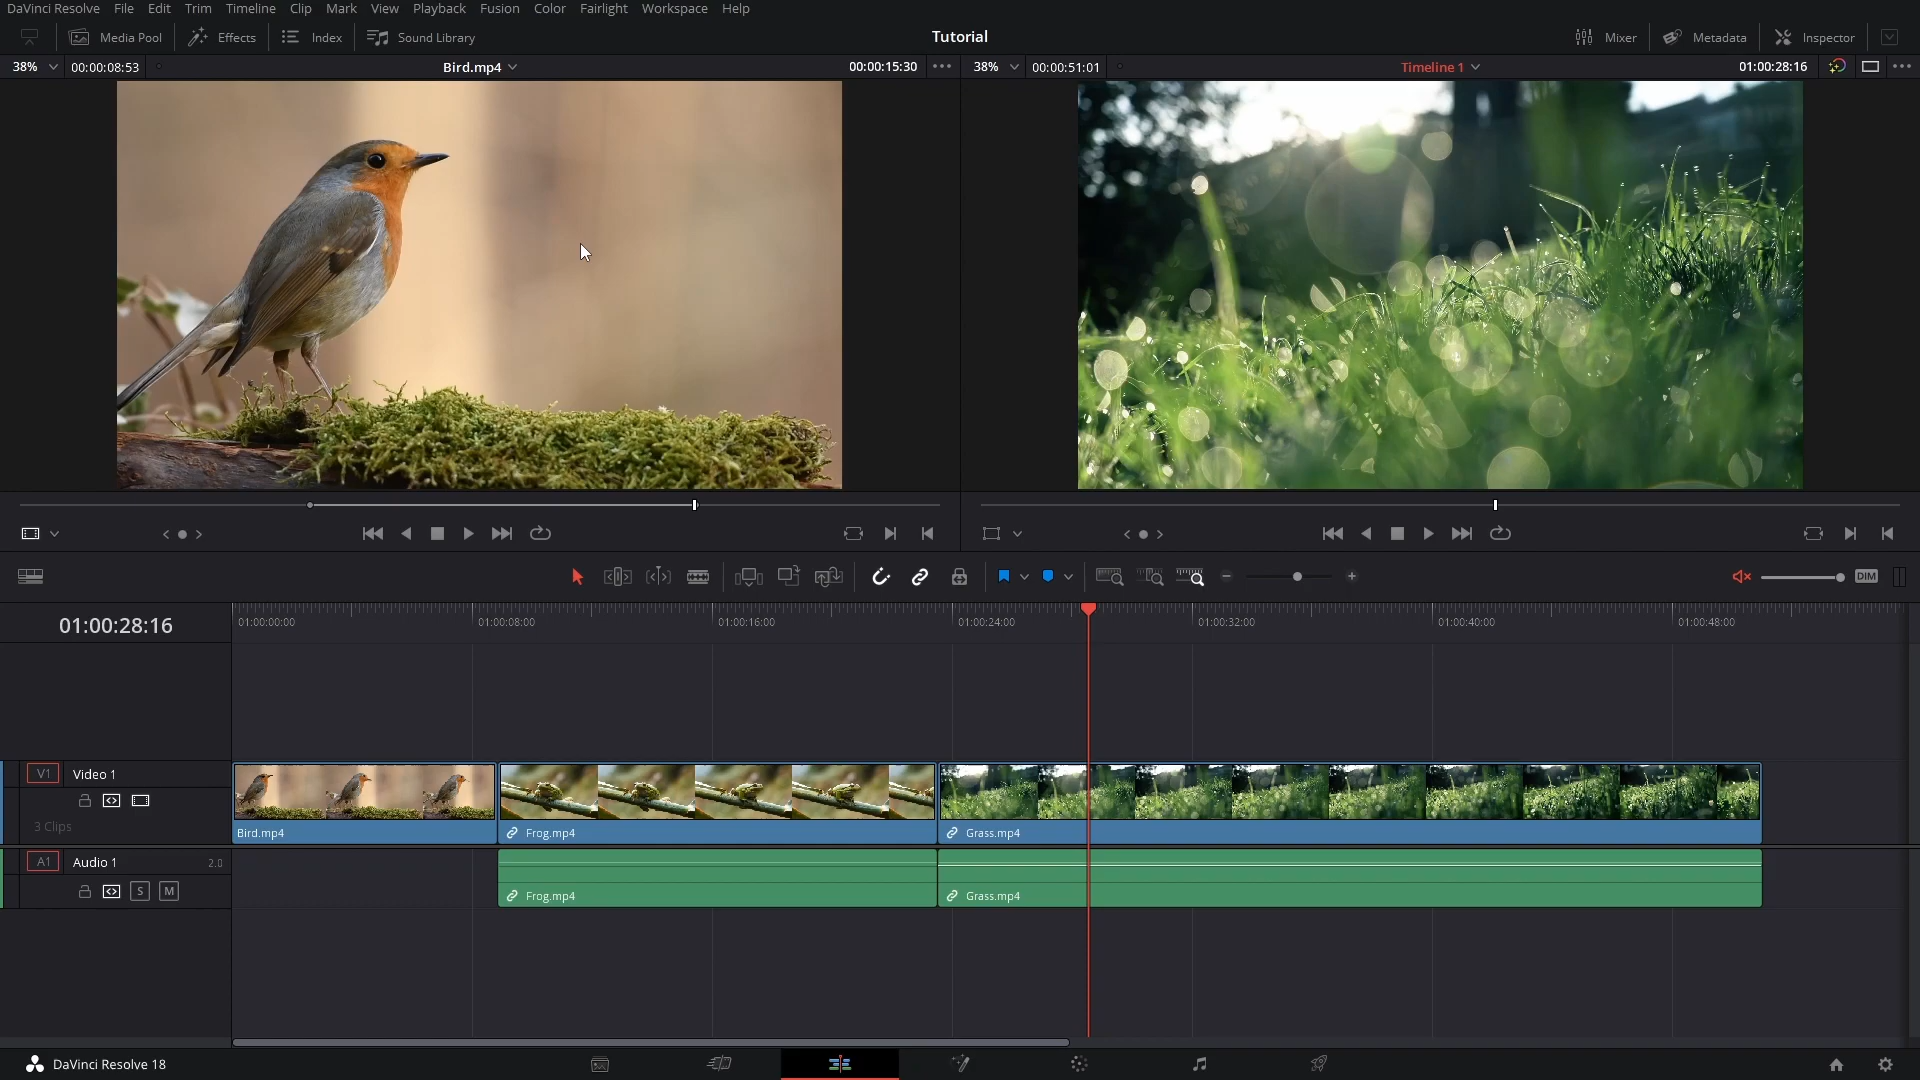 DaVinci Resolve File Edit Trim Timeline Clip Mark View Playback Fusion Color Fairlight Workspace Help
Media Pool Effects Index Sound Library Tutorial Mixer Metadata Inspector
38% 00:00:08:53 Bird.mp4 00:00:15:30 38% 00:00:51:01 Timeline 1 01:00:28:16
DIM
01:00:28:16 01:00:00:00 01:00:08:00 01:00:16:00 01:00:24:00 01:00:32:00 01:00:40:00 01:00:48:00
V1 Video 1
3 Clips
Bird.mp4 Frog.mp4 Grass.mp4
A1 Audio 1 2.0
S M
Frog.mp4 Grass.mp4
DaVinci Resolve 18